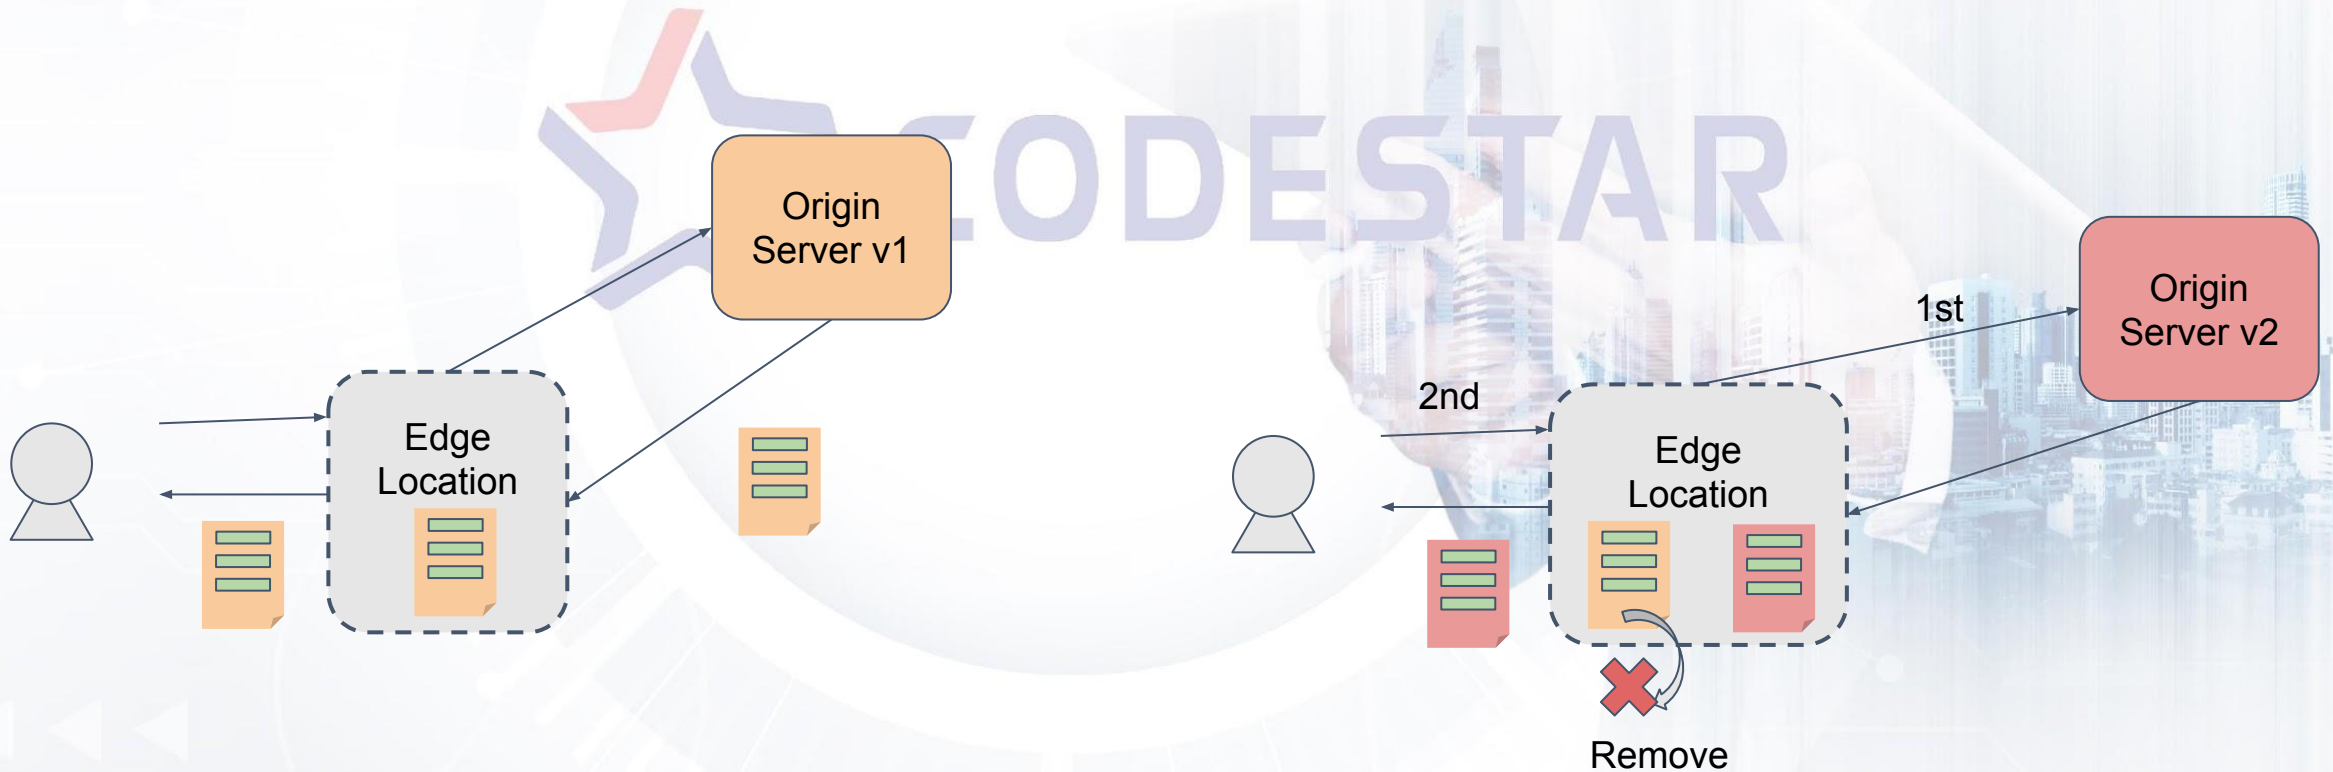 CODESTAR
Origin
Server v1
Edge
Location
1st
Origin
Server v2
2nd
Edge
Location
Remove